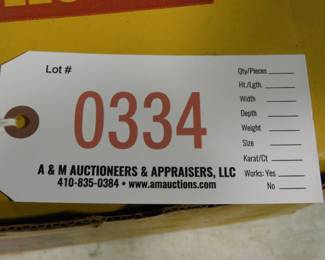 Lot #
0334
Qty/Pieces
Ht./Lgth.
Width
Depth
Weight
Size
Karat/Ct
Works: Yes
No
A & M AUCTIONEERS & APPRAISERS, LLC
410-835-0384 • www.amauctions.com